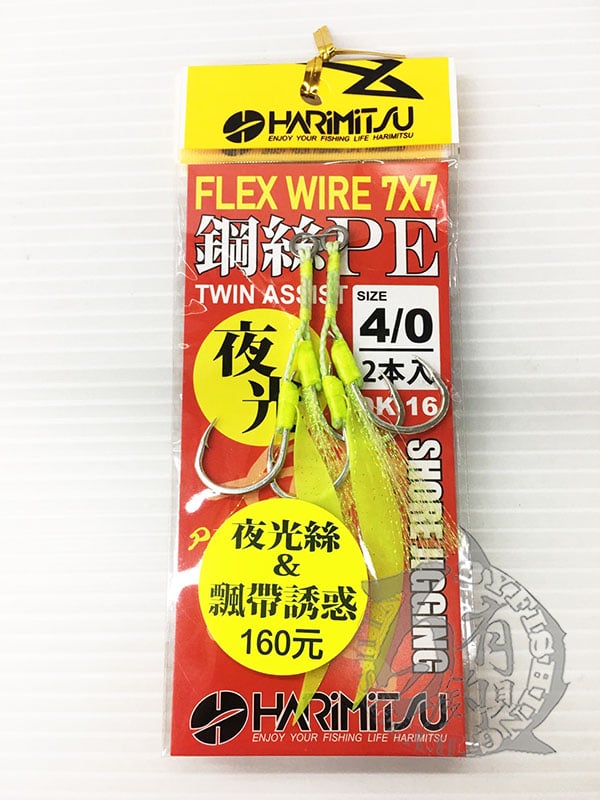 HARiMiTSU
ENJOY YOUR FISHING LIFE HARIMITSU
FLEX WIRE 7X7
鋼絲PE
TWIN ASSIST
SIZE
4/0
2本入
夜光
16
SHORE JIGGING
夜光絲
&
飄帶誘惑
160元
HARiMiTSU
ENJOY YOUR FISHING LIFE HARIMITSU